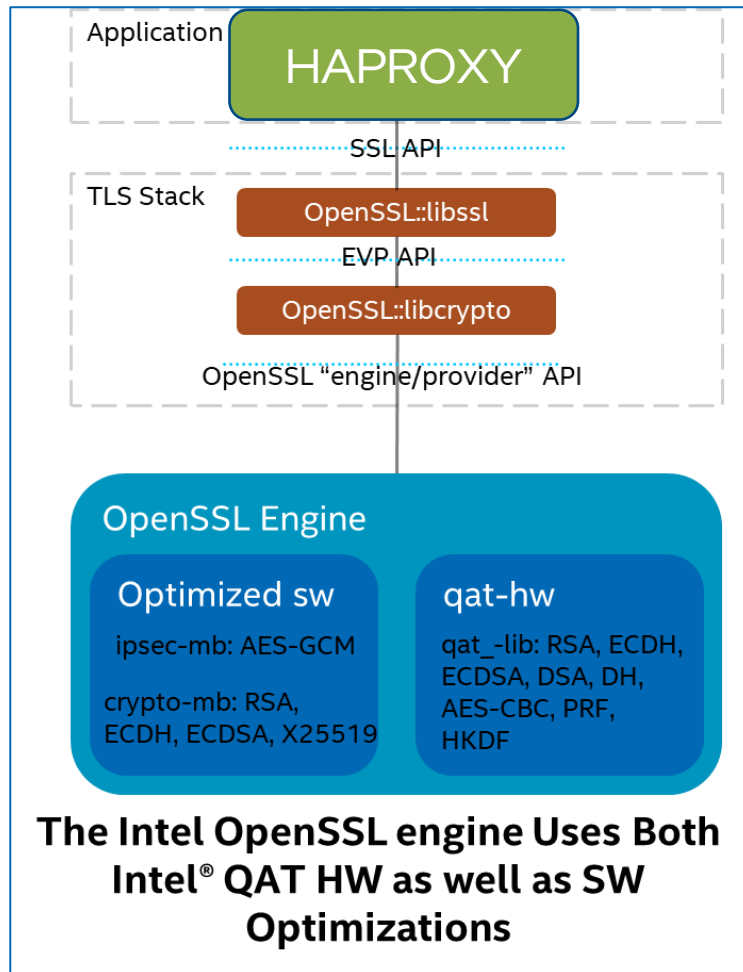 Application
HAPROXY
SSL API
TLS Stack
OpenSSL::libssl
EVP API
OpenSSL::libcrypto
OpenSSL “engine/provider” API
OpenSSL Engine
Optimized sw
ipsec-mb: AES-GCM
crypto-mb: RSA,
ECDH, ECDSA, X25519
qat-hw
qat_-lib: RSA, ECDH,
ECDSA, DSA, DH,
AES-CBC, PRF,
HKDF
The Intel OpenSSL engine Uses Both
Intel® QAT HW as well as SW
Optimizations